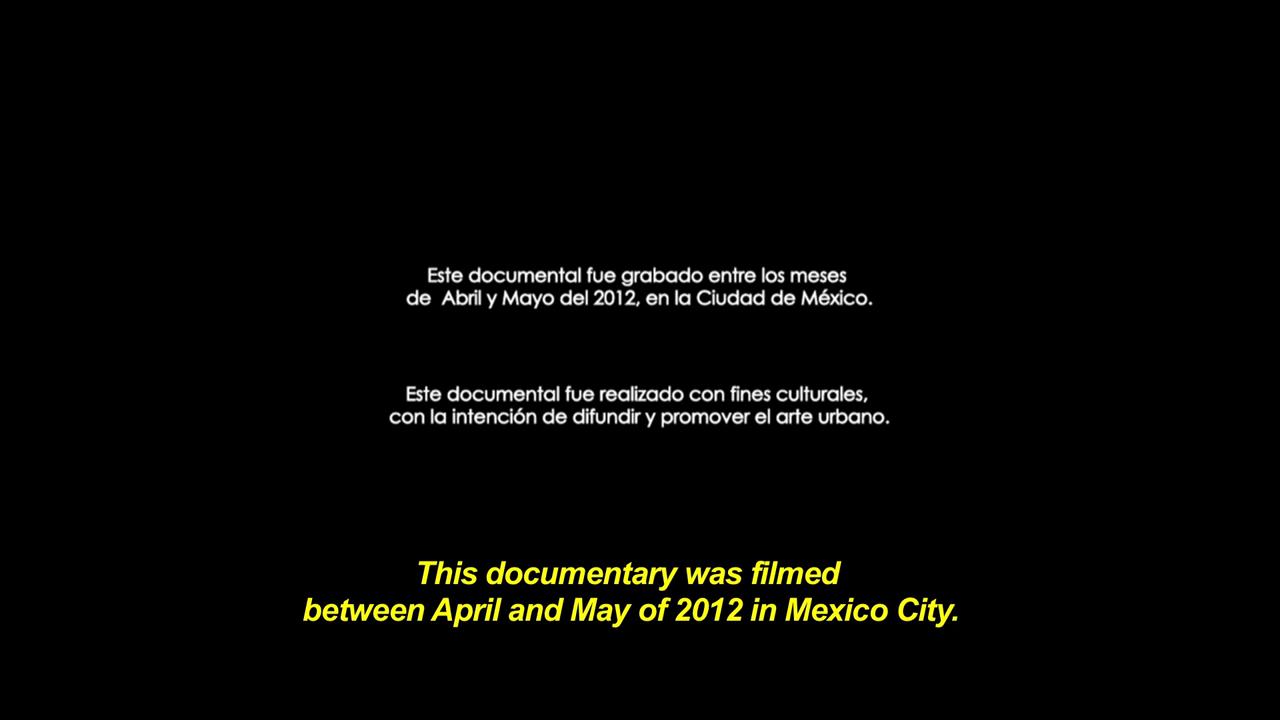 Este documental fue grabado entre los meses
de Abril y Mayo del 2012, en la Ciudad de México.
Este documental fue realizado con fines culturales,
con la intención de difundir y promover el arte urbano.
This documentary was filmed
between April and May of 2012 in Mexico City.